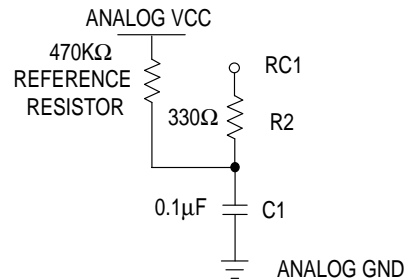 ANALOG VCC
470KΩ
REFERENCE
RESISTOR
RC1
330Ω
R2
0.1µF
C1
ANALOG GND